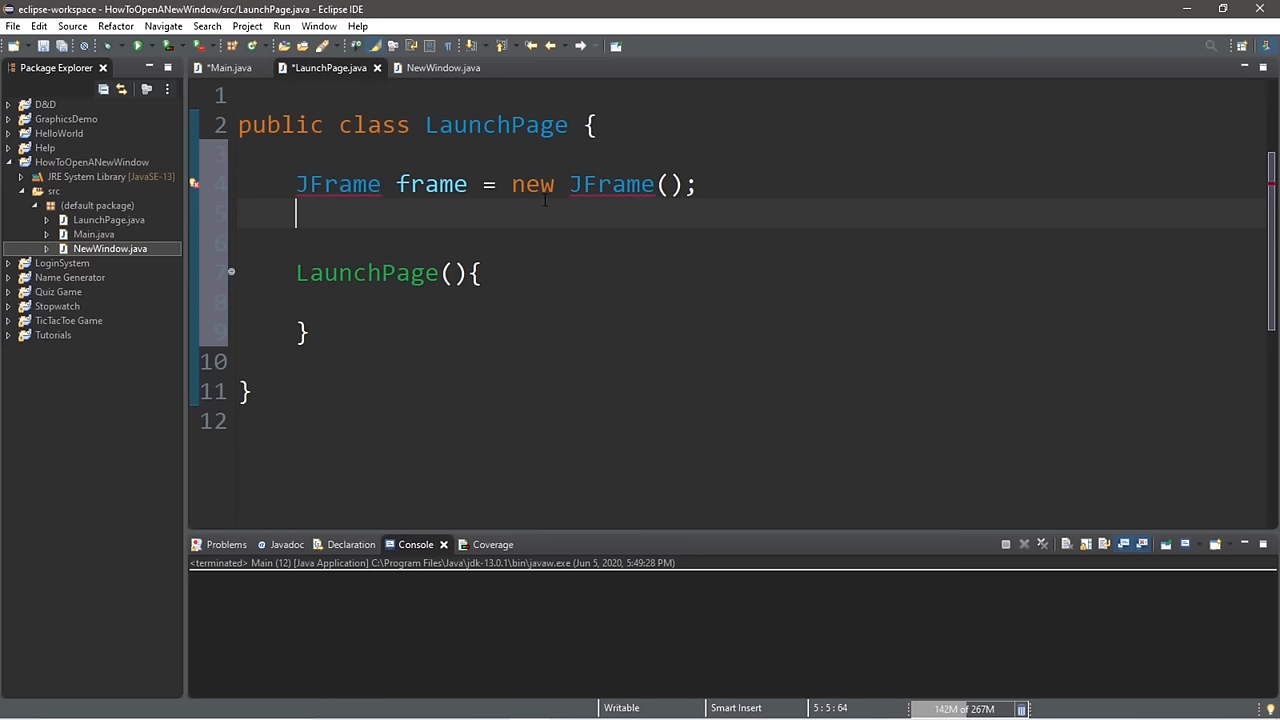 eclipse-workspace - HowToOpenANewWindow/src/LaunchPage.java - Eclipse IDE
File Edit Source Refactor Navigate Search Project Run Window Help
Package Explorer
*Main.java
*LaunchPage.java
NewWindow.java
D&D
GraphicsDemo
HelloWorld
Help
HowToOpenANewWindow
JRE System Library [JavaSE-13]
src
(default package)
LaunchPage.java
Main.java
NewWindow.java
LoginSystem
Name Generator
Quiz Game
Stopwatch
TicTacToe Game
Tutorials
1
2 public class LaunchPage {
3
4 JFrame frame = new JFrame();
5
6
7 LaunchPage(){
8
9 }
10
11 }
12
Problems Javadoc Declaration Console Coverage
<terminated> Main (12) [Java Application] C:\Program Files\Java\jdk-13.0.1\bin\javaw.exe (Jun 5, 2020, 5:49:28 PM)
Writable Smart Insert 5 : 5 : 64 142M of 267M